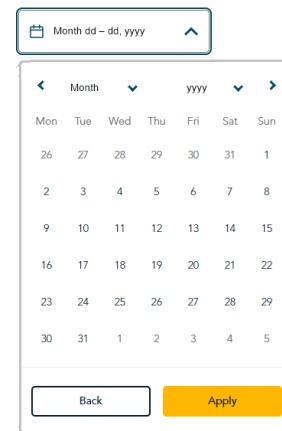 Month dd – dd, yyyy
Month yyyy
Mon Tue Wed Thu Fri Sat Sun
26 27 28 29 30 31 1
2 3 4 5 6 7 8
9 10 11 12 13 14 15
16 17 18 19 20 21 22
23 24 25 26 27 28 29
30 31 1 2 3 4 5
Back Apply